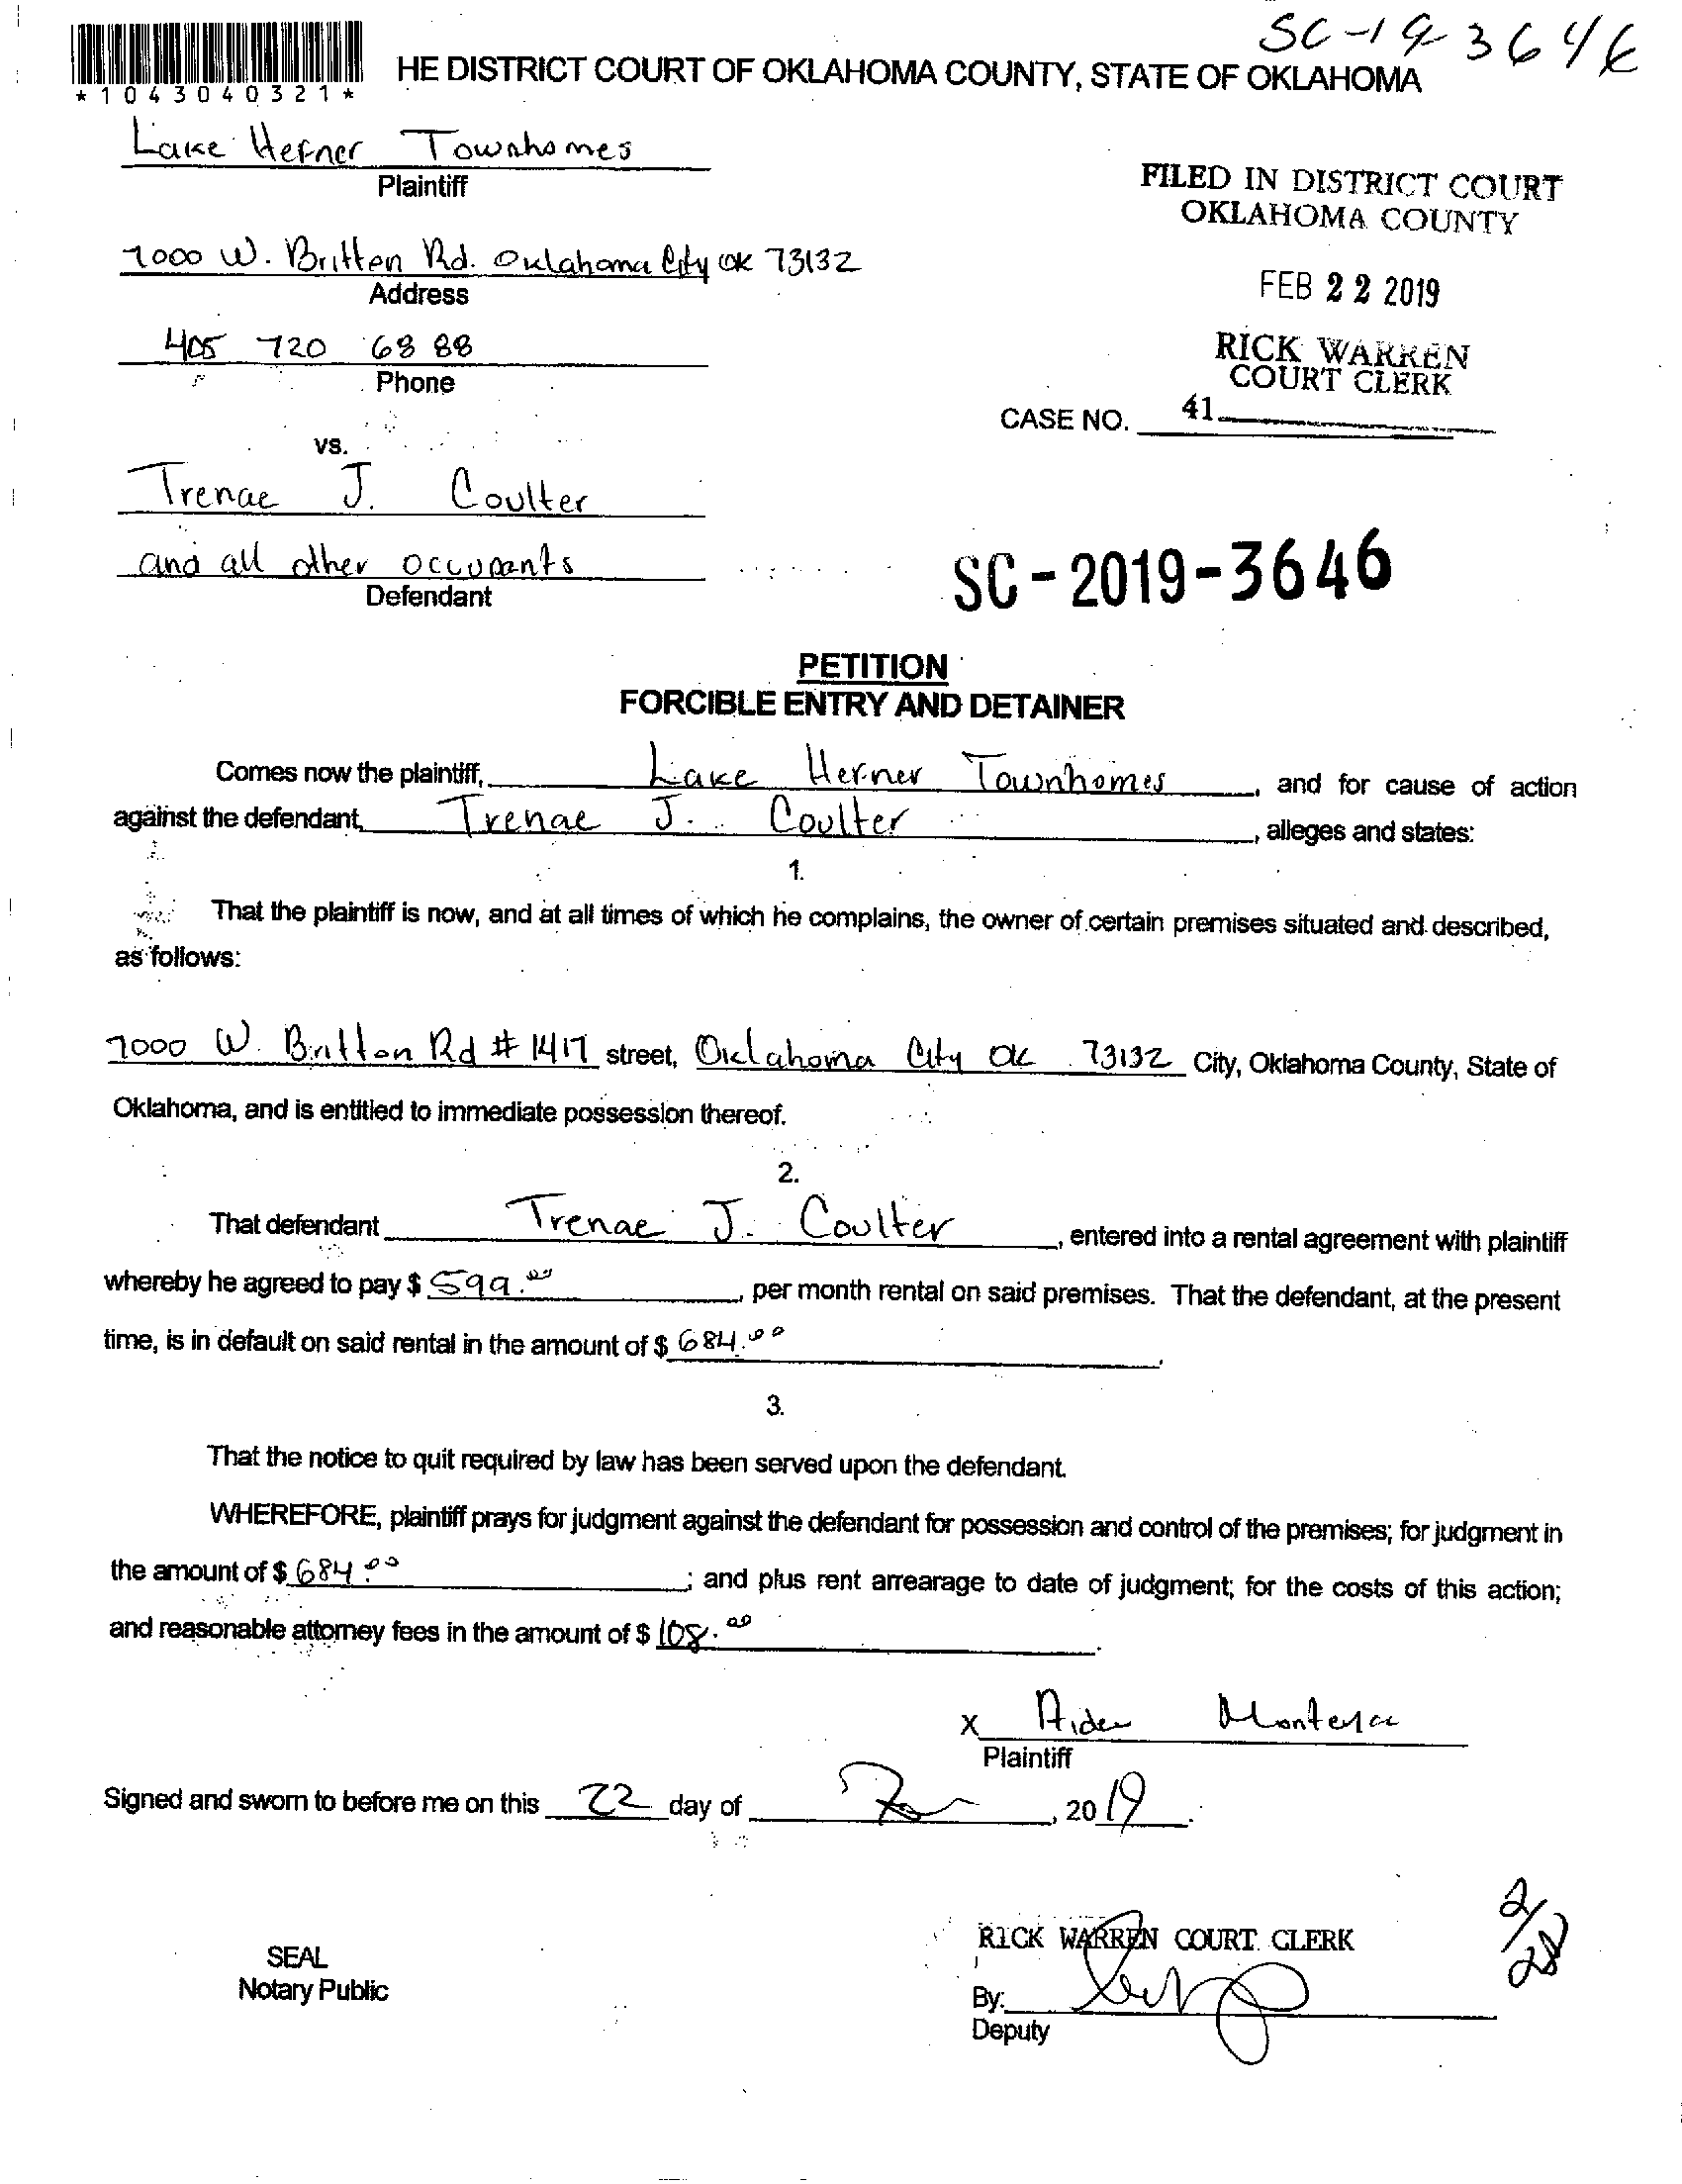 SC-19-3646
*1043040321*
HE DISTRICT COURT OF OKLAHOMA COUNTY, STATE OF OKLAHOMA
Lake Hefner Townhomes
Plaintiff
FILED IN DISTRICT COURT
OKLAHOMA COUNTY
7000 W. Britton Rd. Oklahoma City OK 73132
Address
FEB 22 2019
405 720 6888
Phone
RICK WARREN
COURT CLERK
CASE NO. 41
vs.
Trenae J. Coulter
and all other occupants
Defendant
SC-2019-3646
PETITION
FORCIBLE ENTRY AND DETAINER
Comes now the plaintiff, Lake Hefner Townhomes, and for cause of action
against the defendant, Trenae J. Coulter, alleges and states:
1.
That the plaintiff is now, and at all times of which he complains, the owner of certain premises situated and described,
as follows:
7000 W. Britton Rd # 1417 street, Oklahoma City OK 73132 City, Oklahoma County, State of
Oklahoma, and is entitled to immediate possession thereof.
2.
That defendant Trenae J. Coulter, entered into a rental agreement with plaintiff
whereby he agreed to pay $ 599.00, per month rental on said premises. That the defendant, at the present
time, is in default on said rental in the amount of $ 684.00.
3.
That the notice to quit required by law has been served upon the defendant.
WHEREFORE, plaintiff prays for judgment against the defendant for possession and control of the premises; for judgment in
the amount of $ 684.00; and plus rent arrearage to date of judgment; for the costs of this action;
and reasonable attorney fees in the amount of $ 108.00.
X Aide
Plaintiff
Signed and sworn to before me on this 22 day of , 2019.
2/28
RICK WARREN COURT CLERK
SEAL
Notary Public
By:
Deputy